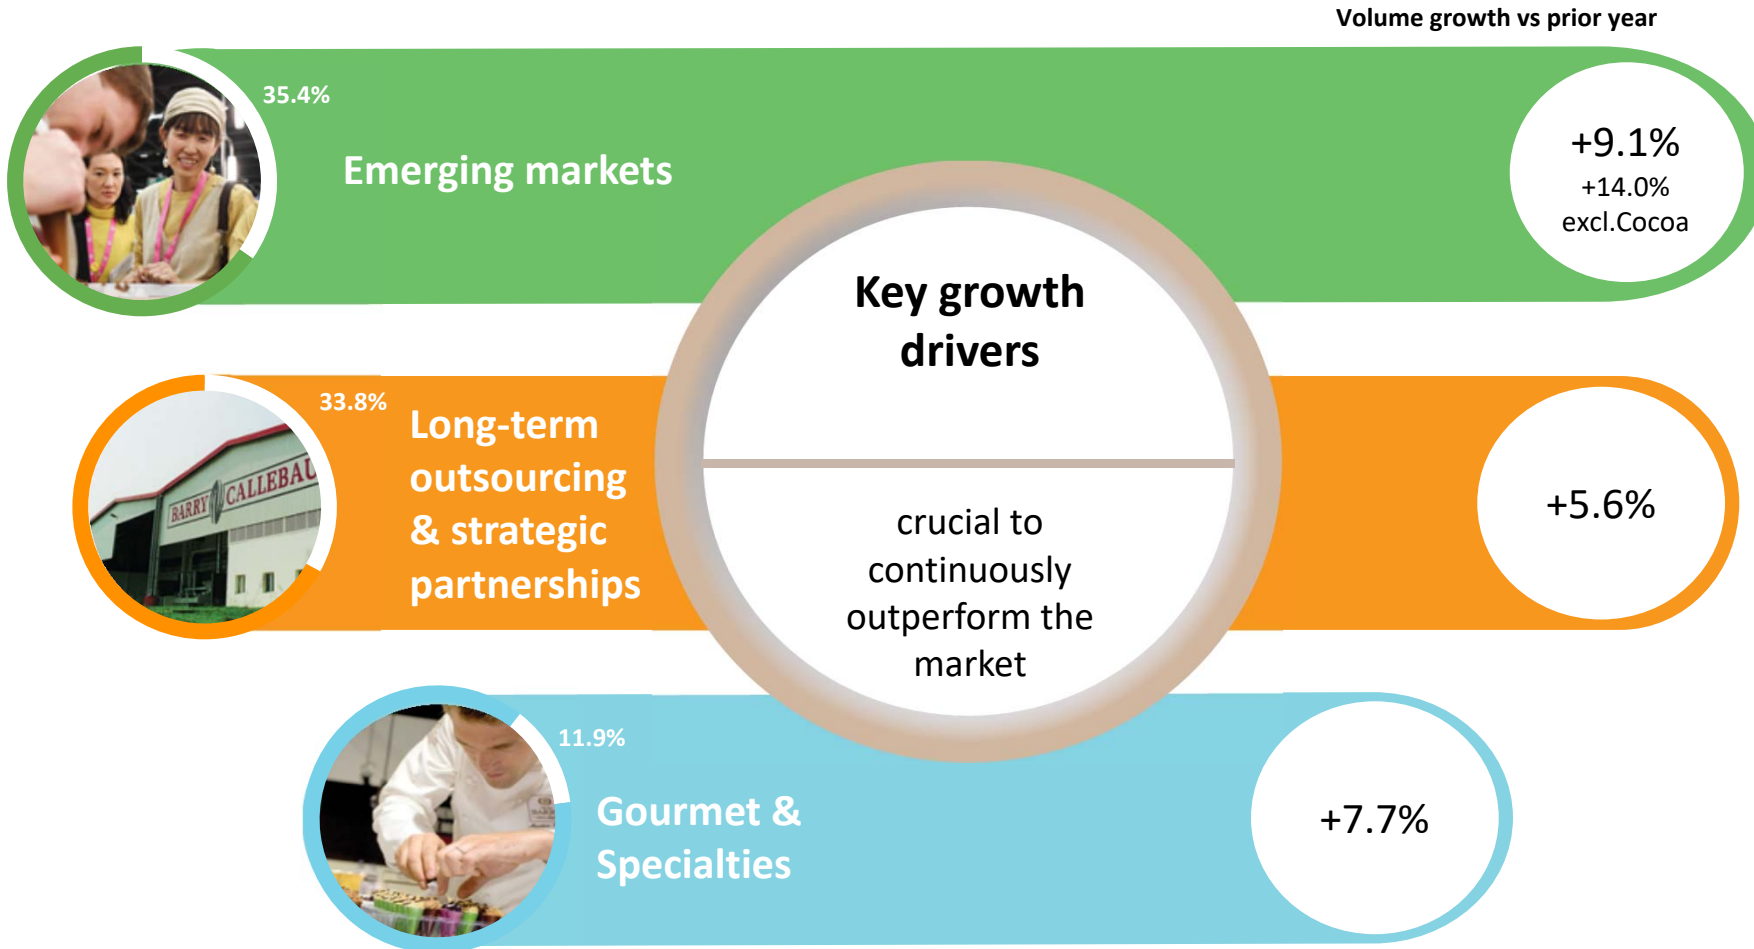 Volume growth vs prior year
35.4%
Emerging markets
+9.1%
+14.0%
excl.Cocoa
Key growth
drivers
crucial to
continuously
outperform the
market
33.8%
Long-term
outsourcing
& strategic
partnerships
BARRY CALLEBAU
+5.6%
11.9%
Gourmet &
Specialties
+7.7%